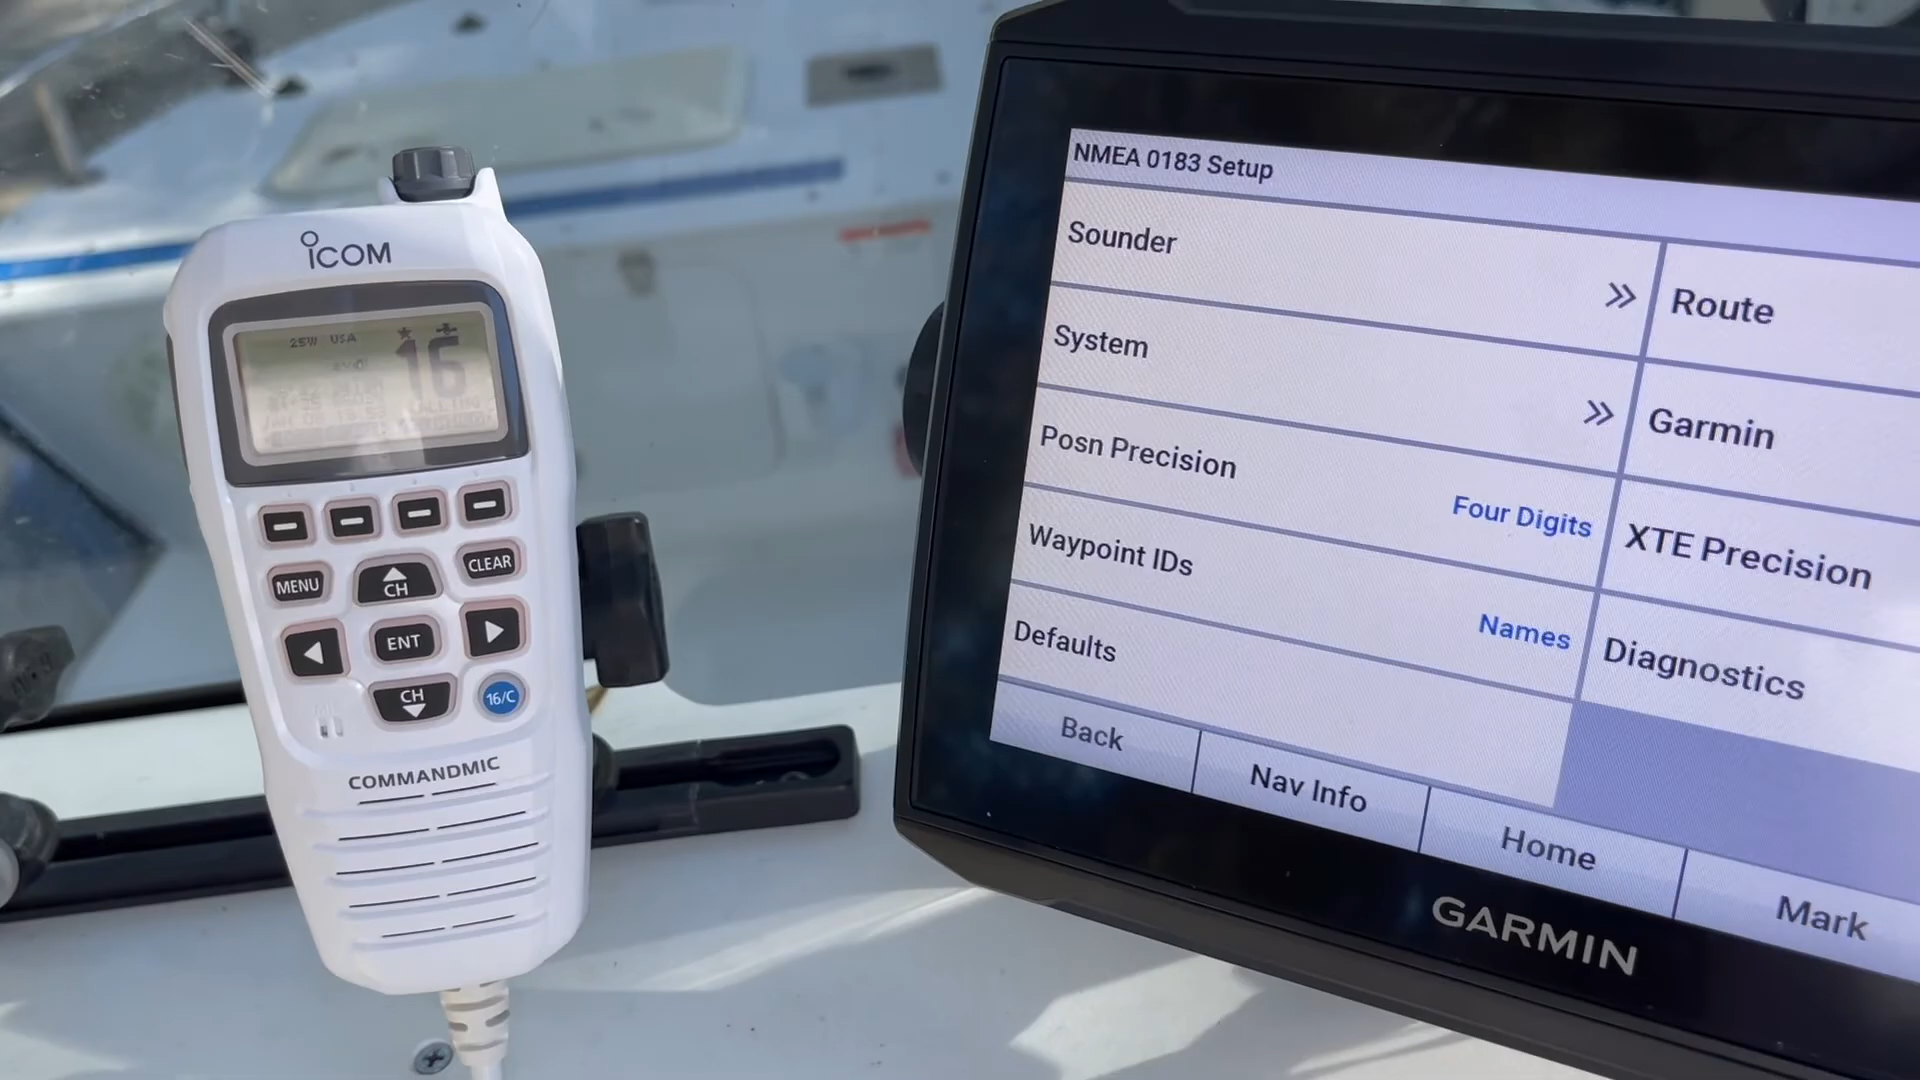 ICOM
25W USA
16
MENU
CH
CLEAR
ENT
CH
16/C
COMMANDMIC
NMEA 0183 Setup
Sounder
Route
System
Garmin
Posn Precision
Four Digits
XTE Precision
Waypoint IDs
Names
Diagnostics
Defaults
Back
Nav Info
Home
Mark
GARMIN